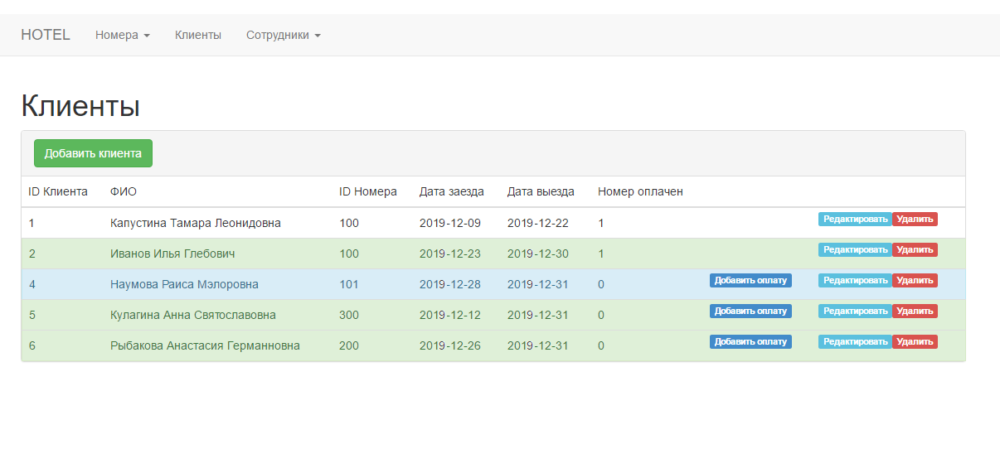 HOTEL Номера Клиенты Сотрудники
Клиенты
Добавить клиента
ID Клиента ФИО ID Номера Дата заезда Дата выезда Номер оплачен
1 Капустина Тамара Леонидовна 100 2019-12-09 2019-12-22 1 Редактировать Удалить
2 Иванов Илья Глебович 100 2019-12-23 2019-12-30 1 Редактировать Удалить
4 Наумова Раиса Мэлоровна 101 2019-12-28 2019-12-31 0 Добавить оплату Редактировать Удалить
5 Кулагина Анна Святославовна 300 2019-12-12 2019-12-31 0 Добавить оплату Редактировать Удалить
6 Рыбакова Анастасия Германновна 200 2019-12-26 2019-12-31 0 Добавить оплату Редактировать Удалить